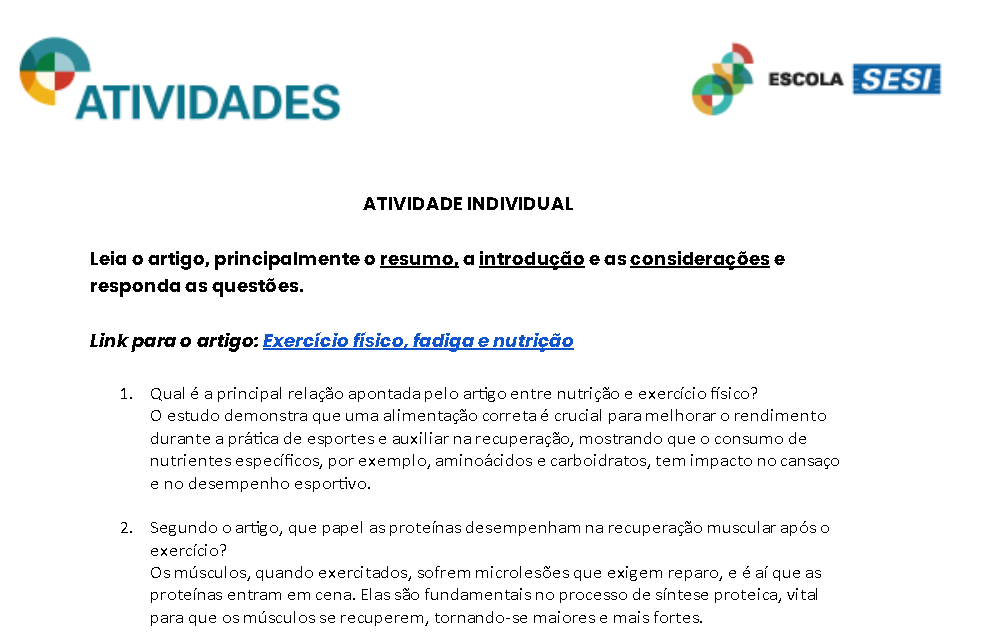 ATIVIDADES
ESCOLA SESI
ATIVIDADE INDIVIDUAL
Leia o artigo, principalmente o resumo, a introdução e as considerações e
responda as questões.
Link para o artigo: Exercício físico, fadiga e nutrição
1. Qual é a principal relação apontada pelo artigo entre nutrição e exercício físico?
O estudo demonstra que uma alimentação correta é crucial para melhorar o rendimento
durante a prática de esportes e auxiliar na recuperação, mostrando que o consumo de
nutrientes específicos, por exemplo, aminoácidos e carboidratos, tem impacto no cansaço
e no desempenho esportivo.
2. Segundo o artigo, que papel as proteínas desempenham na recuperação muscular após o
exercício?
Os músculos, quando exercitados, sofrem microlesões que exigem reparo, e é aí que as
proteínas entram em cena. Elas são fundamentais no processo de síntese proteica, vital
para que os músculos se recuperem, tornando-se maiores e mais fortes.